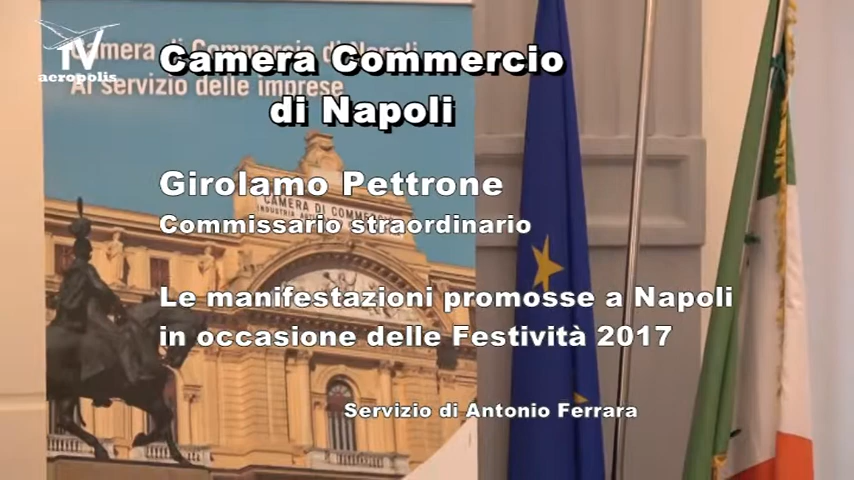 TV
aeropolis
Camera di Commercio di Napoli
Al servizio delle imprese
Camera Commercio
di Napoli
CAMERA DI COMMERCIO
Girolamo Pettrone
Commissario straordinario
Le manifestazioni promosse a Napoli
in occasione delle Festività 2017
Servizio di Antonio Ferrara